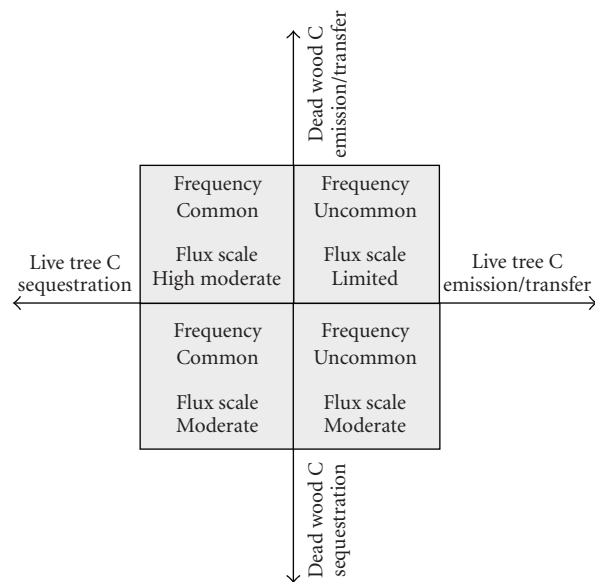 Dead wood C
emission/transfer
Frequency
Common
Flux scale
High moderate
Frequency
Uncommon
Flux scale
Limited
Live tree C
sequestration
Live tree C
emission/transfer
Frequency
Common
Flux scale
Moderate
Frequency
Uncommon
Flux scale
Moderate
Dead wood C
sequestration